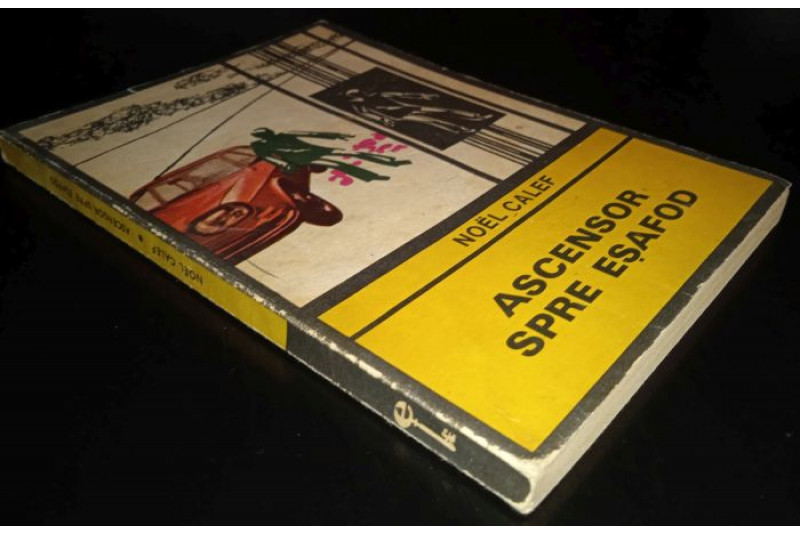 NOËL CALEF
ASCENSOR
SPRE EȘAFOD
NOËL CALEF • ASCENSOR SPRE EȘAFOD